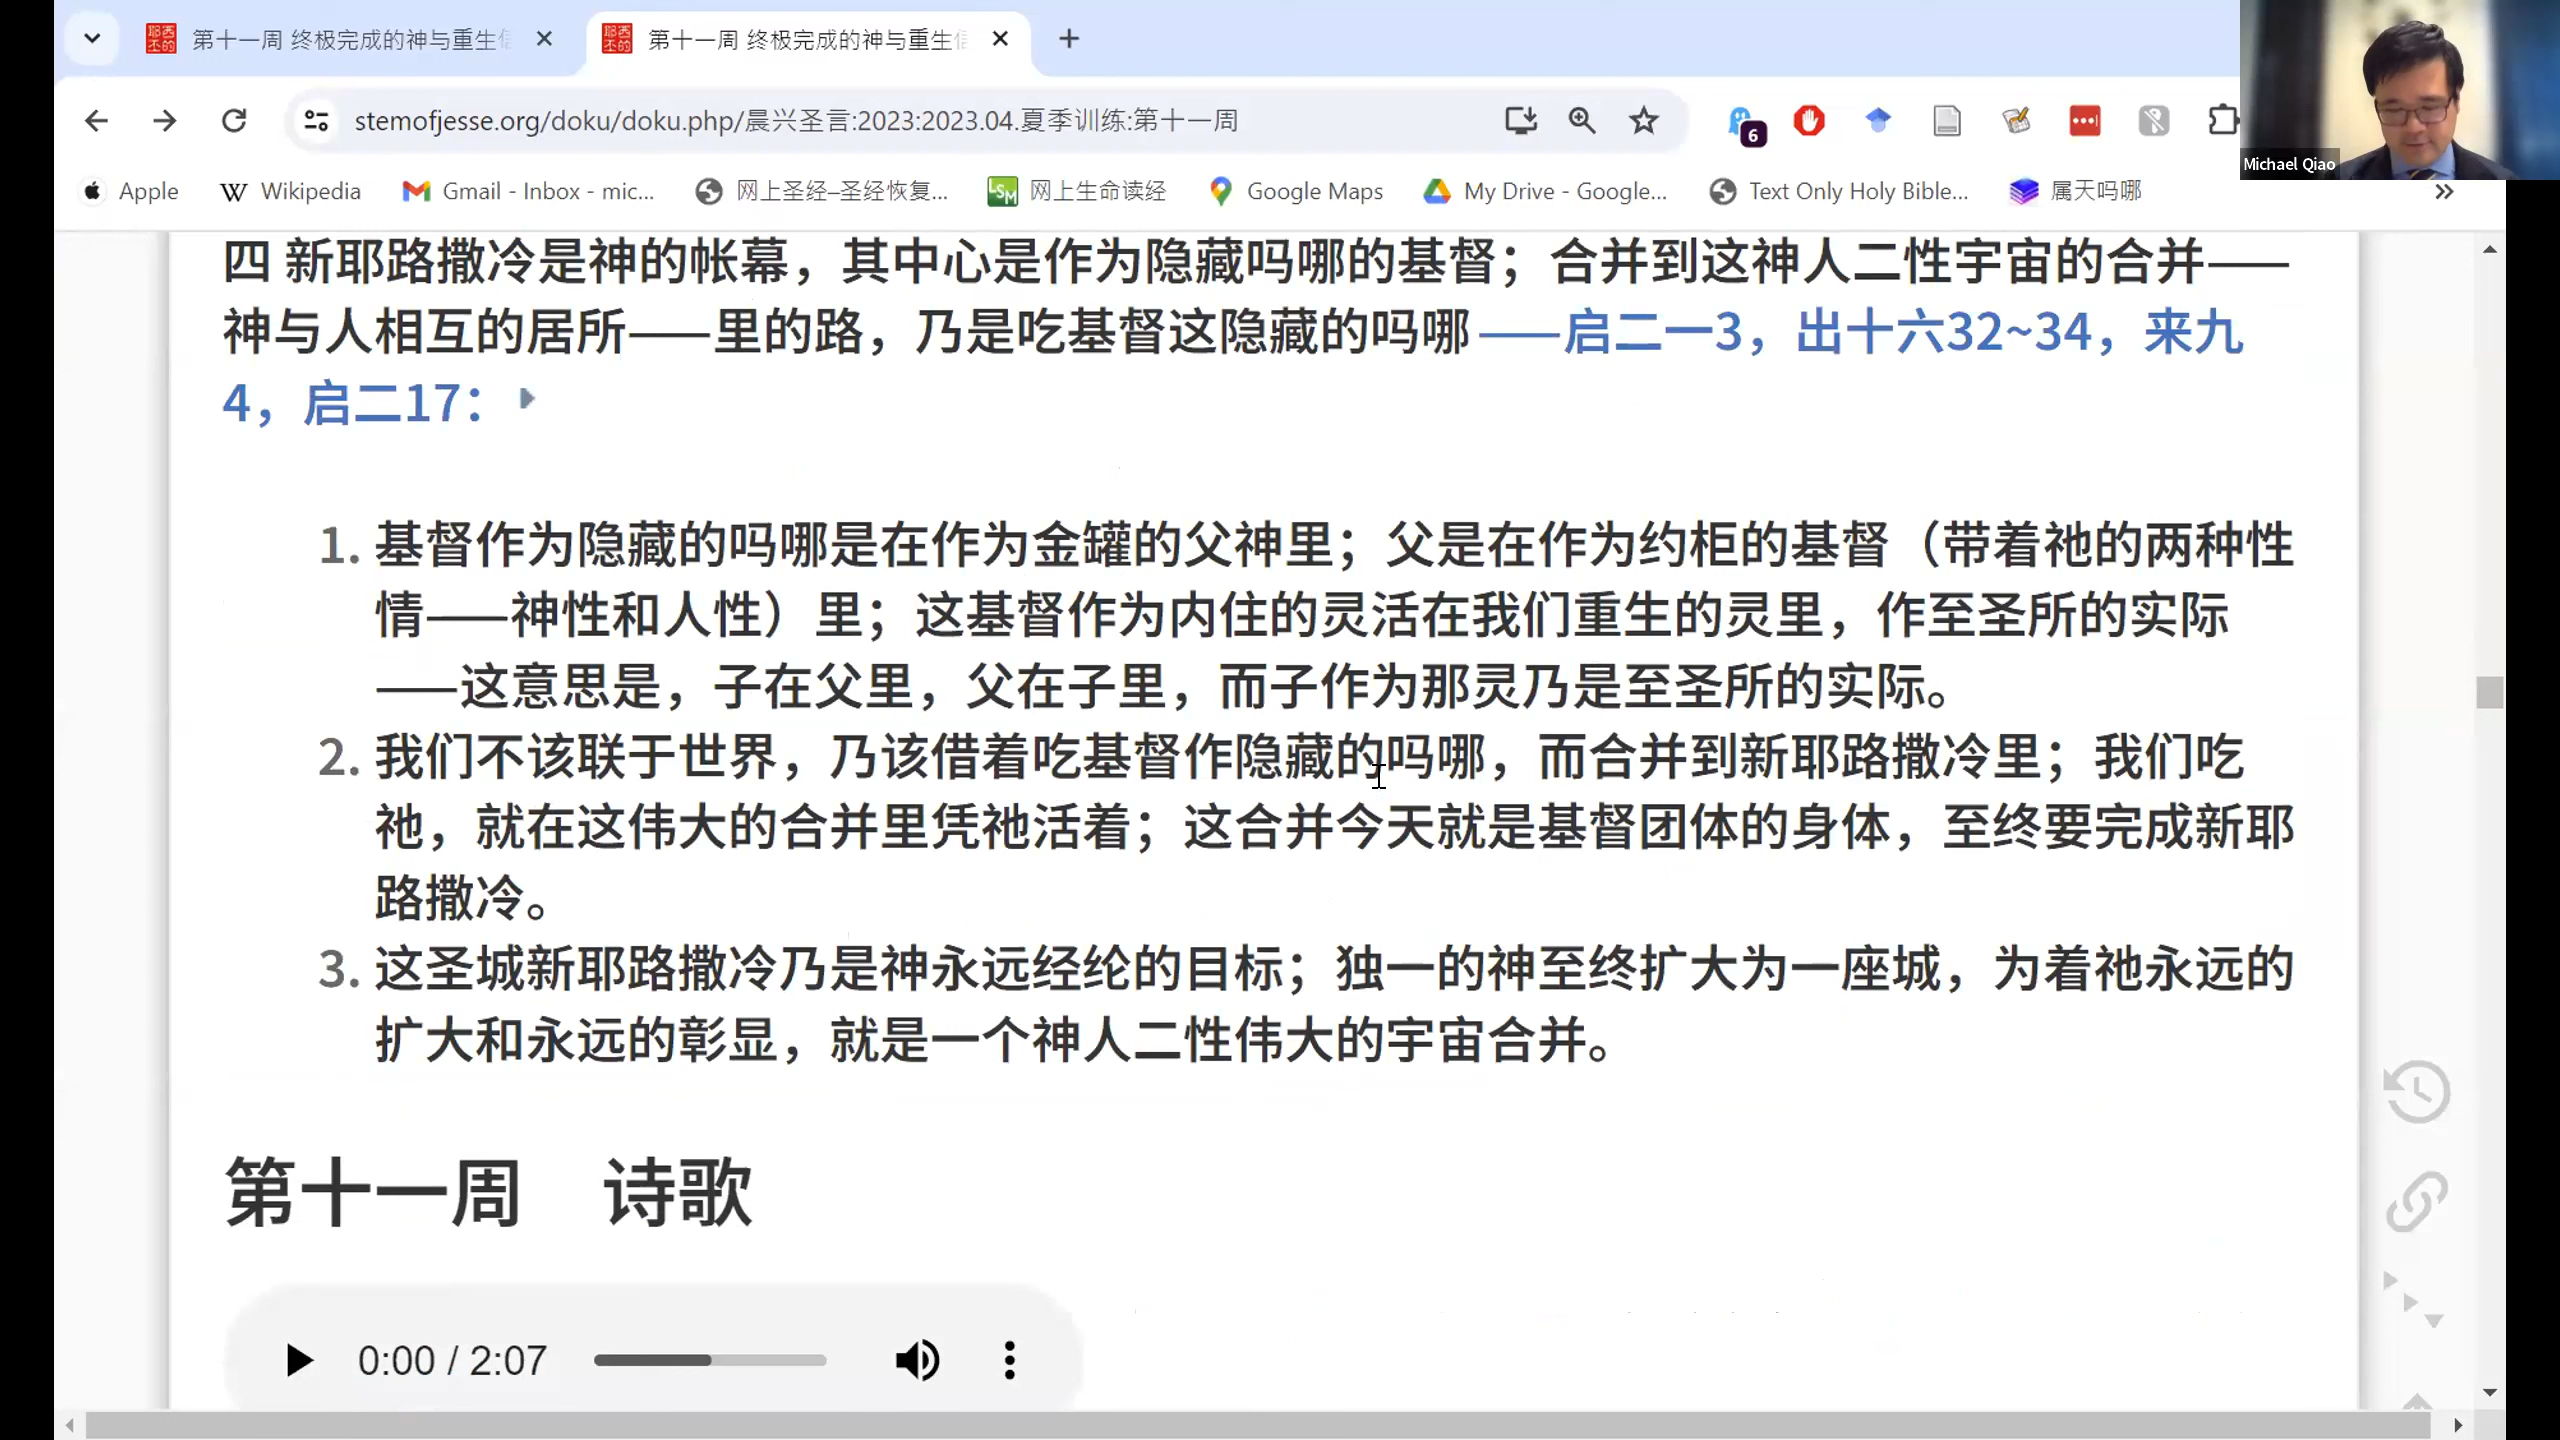 第十一周 终极完成的神与重生信
第十一周 终极完成的神与重生信
stemofjesse.org/doku/doku.php/晨兴圣言:2023:2023.04.夏季训练:第十一周
6
Michael Qiao
Apple
Wikipedia
Gmail - Inbox - mic...
网上圣经–圣经恢复...
LSM
网上生命读经
Google Maps
My Drive - Google...
Text Only Holy Bible...
属天吗哪
四 新耶路撒冷是神的帐幕，其中心是作为隐藏吗哪的基督；合并到这神人二性宇宙的合并——
神与人相互的居所——里的路，乃是吃基督这隐藏的吗哪——启二一3，出十六32~34，来九
4，启二17：
1. 基督作为隐藏的吗哪是在作为金罐的父神里；父是在作为约柜的基督（带着祂的两种性
情——神性和人性）里；这基督作为内住的灵活在我们重生的灵里，作至圣所的实际
——这意思是，子在父里，父在子里，而子作为那灵乃是至圣所的实际。
2. 我们不该联于世界，乃该借着吃基督作隐藏的吗哪，而合并到新耶路撒冷里；我们吃
祂，就在这伟大的合并里凭祂活着；这合并今天就是基督团体的身体，至终要完成新耶
路撒冷。
3. 这圣城新耶路撒冷乃是神永远经纶的目标；独一的神至终扩大为一座城，为着祂永远的
扩大和永远的彰显，就是一个神人二性伟大的宇宙合并。
第十一周　诗歌
0:00 / 2:07